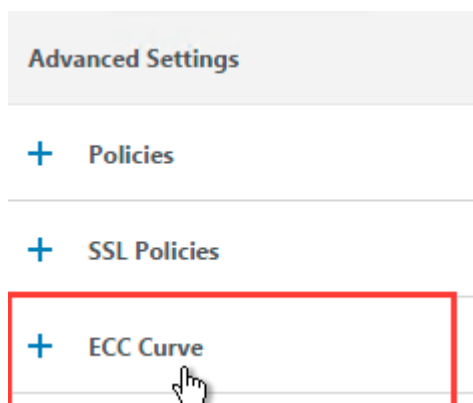 Advanced Settings
+ Policies
+ SSL Policies
+ ECC Curve